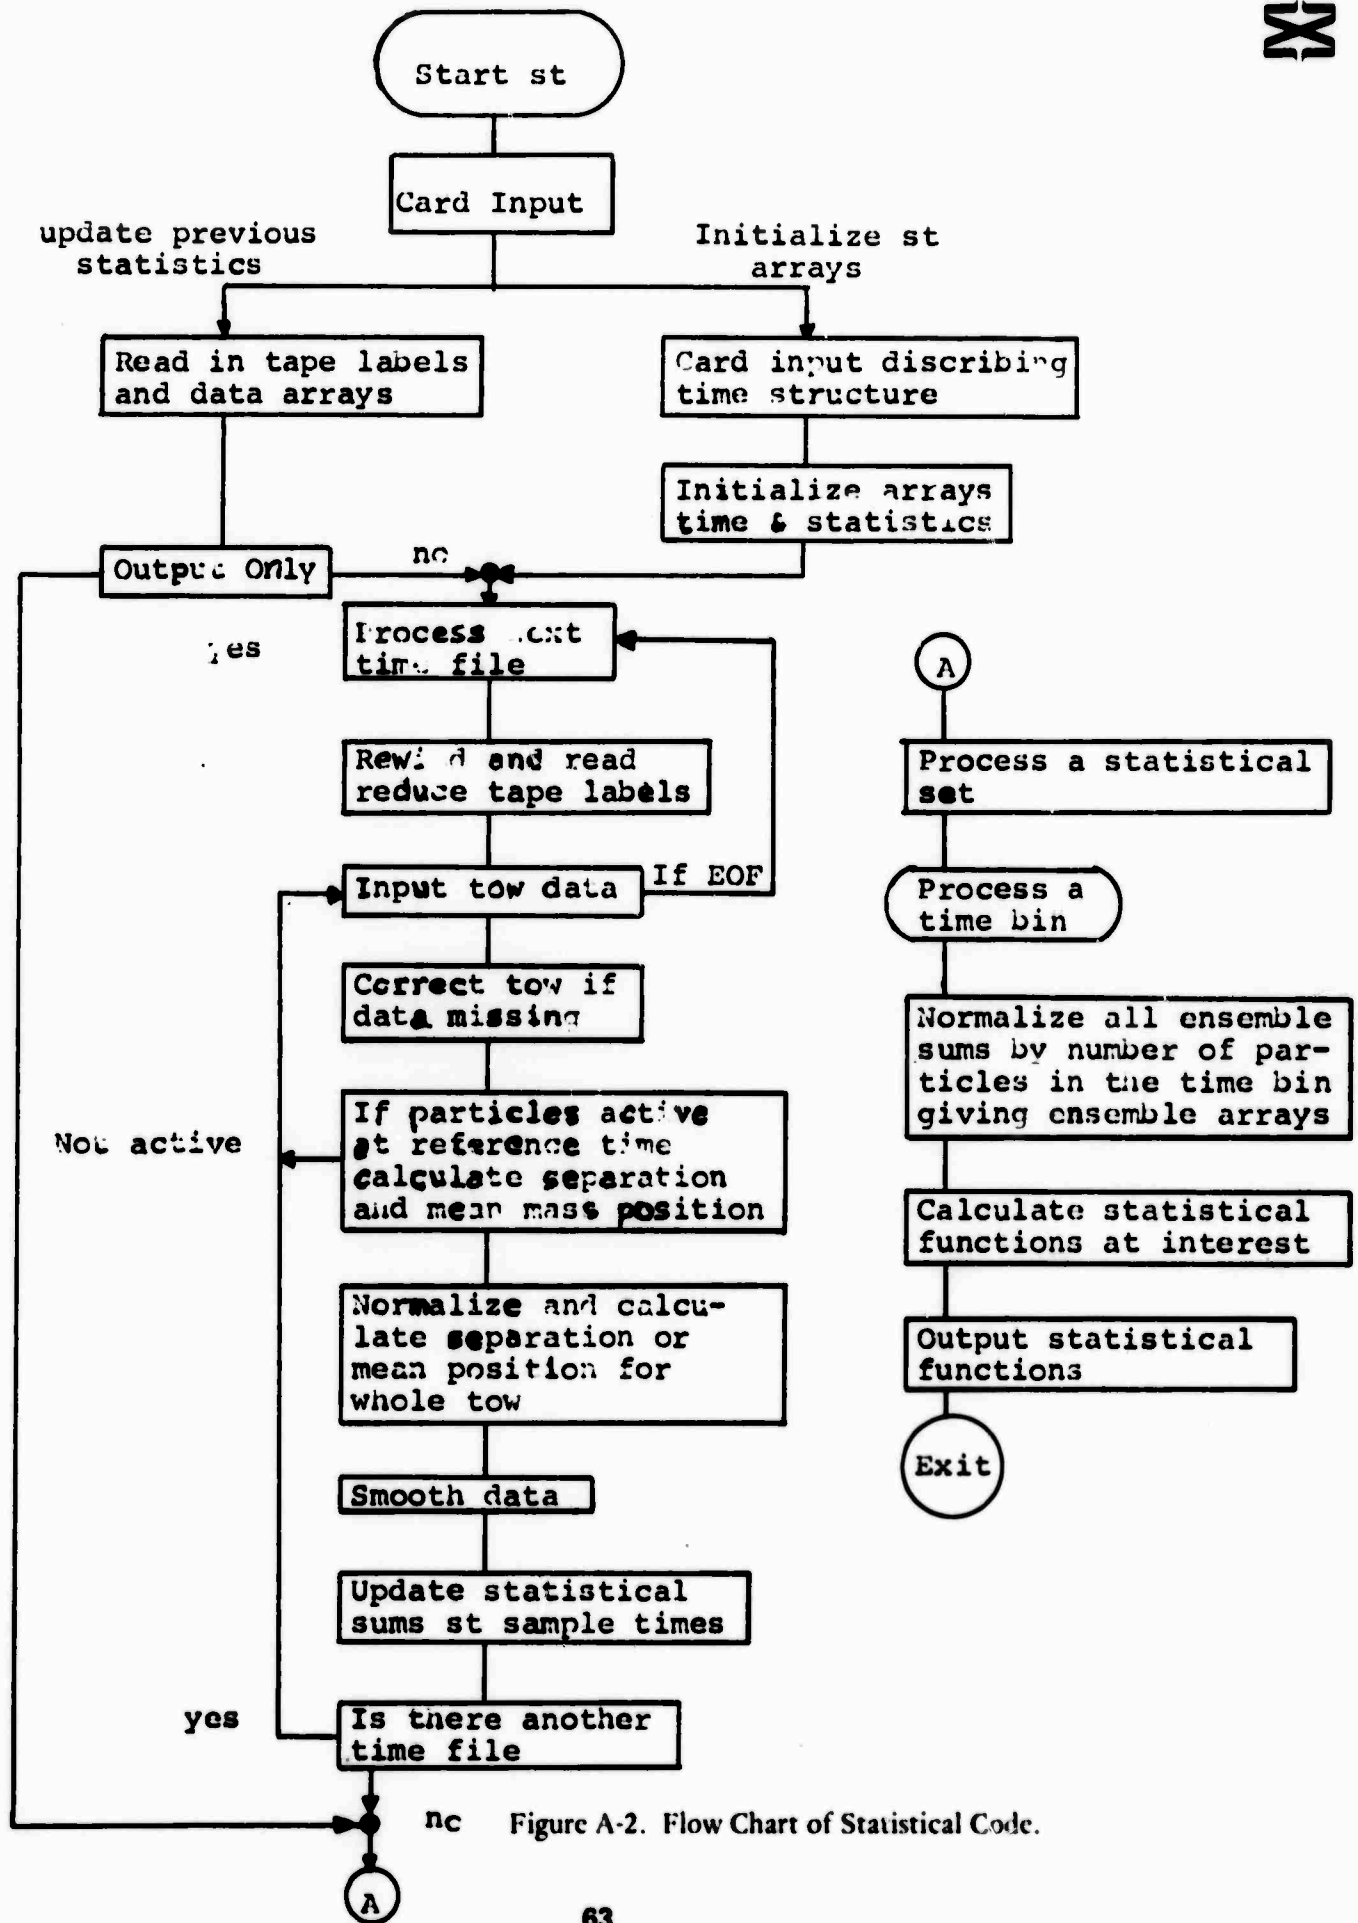 Start st
Card Input
update previous
statistics
Initialize st
arrays
Read in tape labels
and data arrays
Card input discribing
time structure
Initialize arrays
time & statistics
Output Only
no
yes
Process next
time file
Rewind and read
reduce tape labels
Input tow data
If EOF
Correct tow if
data missing
If particles active
at reference time
calculate separation
and mean mass position
Not active
Normalize and calcu-
late separation or
mean position for
whole tow
Smooth data
Update statistical
sums st sample times
yes
Is there another
time file
no
A
A
Process a statistical
set
Process a
time bin
Normalize all ensemble
sums by number of par-
ticles in the time bin
giving ensemble arrays
Calculate statistical
functions at interest
Output statistical
functions
Exit
Figure A-2. Flow Chart of Statistical Code.
63